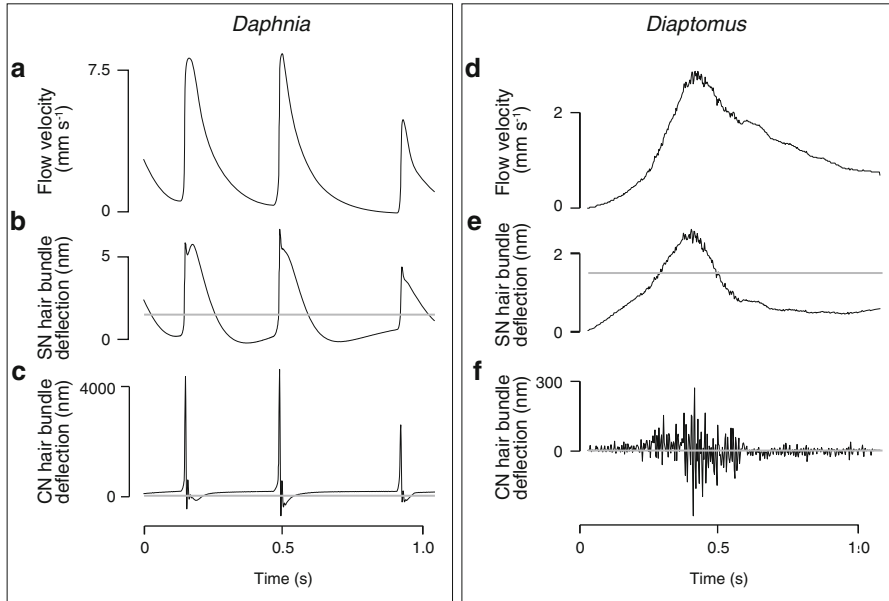 Daphnia
a
7.5
0
Flow velocity
(mm s⁻¹)
b
5
0
SN hair bundle
deflection (nm)
c
4000
0
CN hair bundle
deflection (nm)
0
0.5
1.0
Time (s)
Diaptomus
d
2
0
Flow velocity
(mm s⁻¹)
e
2
0
SN hair bundle
deflection (nm)
f
300
0
CN hair bundle
deflection (nm)
0
0.5
1:0
Time (s)